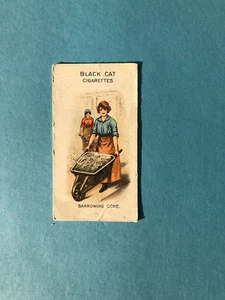 BLACK CAT
CIGARETTES
BARROWING COKE.